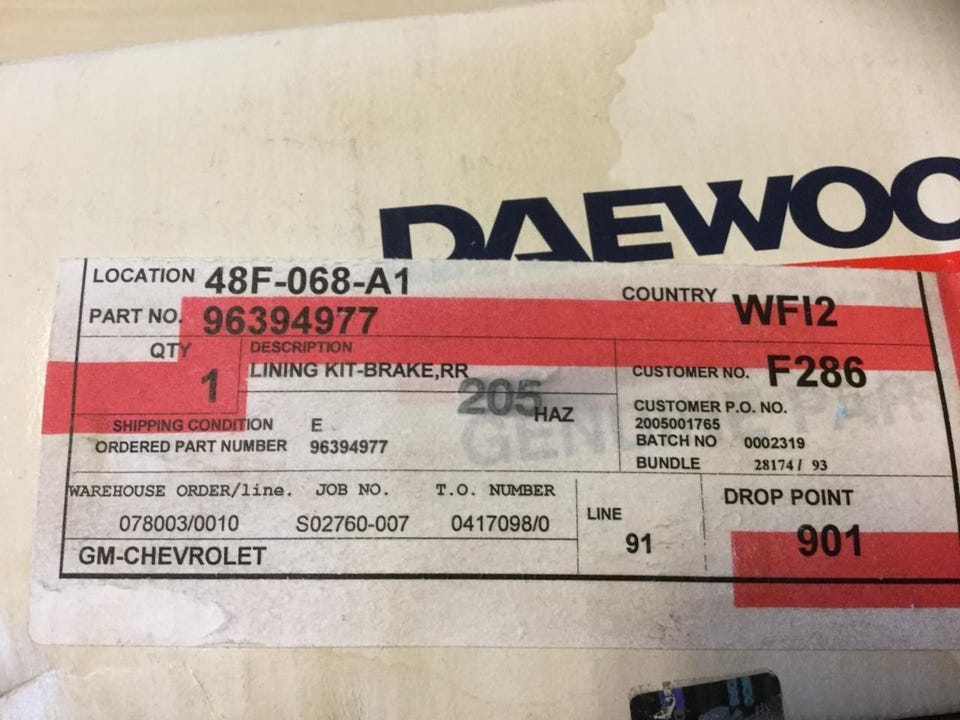 DAEWOO
LOCATION 48F-068-A1
COUNTRY WFI2
PART NO. 96394977
QTY 1
DESCRIPTION
LINING KIT-BRAKE,RR
205
HAZ
CUSTOMER NO. F286
CUSTOMER P.O. NO.
2005001765
SHIPPING CONDITION E
ORDERED PART NUMBER 96394977
BATCH NO 0002319
BUNDLE 28174/ 93
GENUINE PARTS
WAREHOUSE ORDER/line. JOB NO. T.O. NUMBER
078003/0010 S02760-007 0417098/0
LINE
91
DROP POINT
901
GM-CHEVROLET